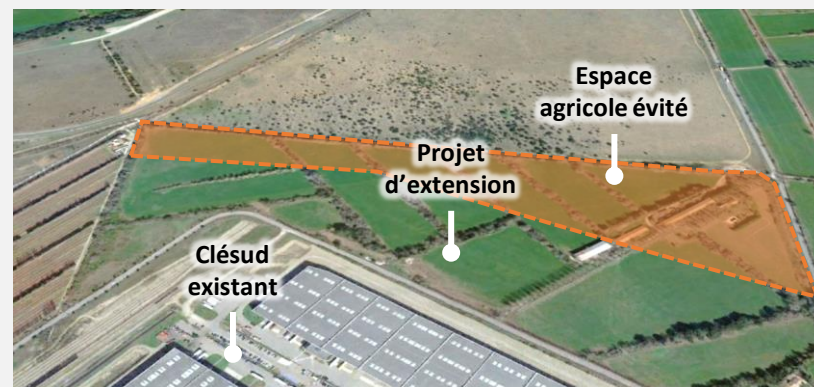 Espace
agricole évité
Projet
d’extension
Clésud
existant